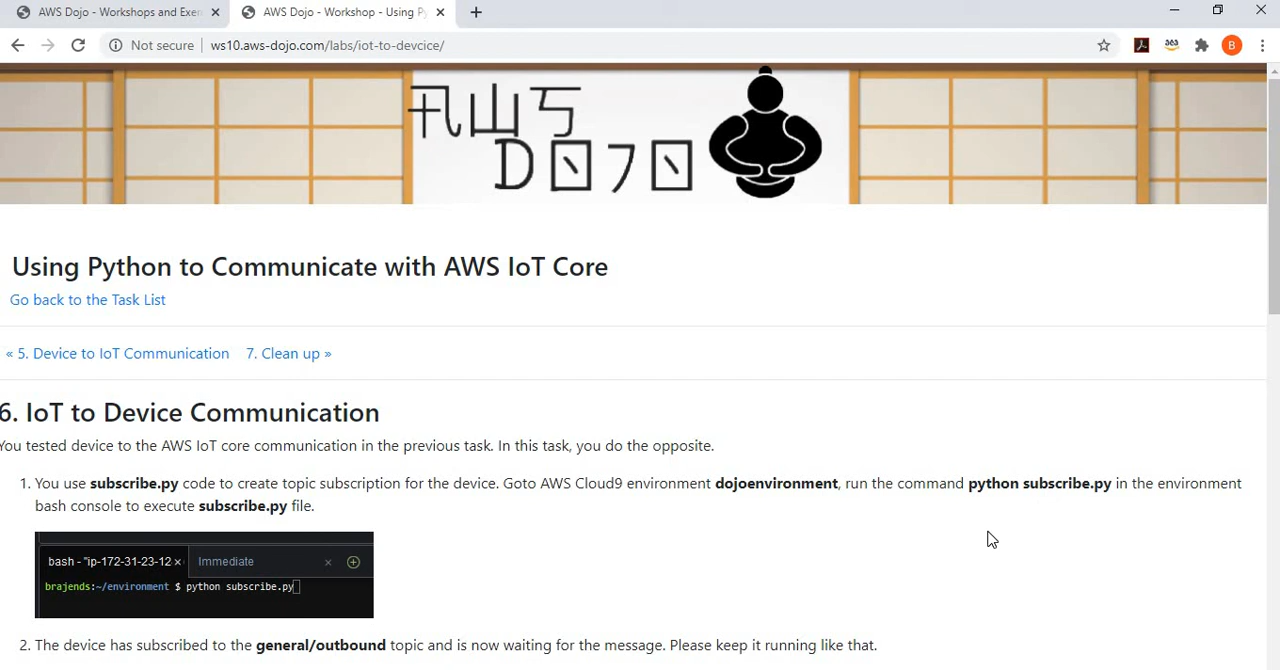 AWS Dojo - Workshops and Exer
AWS Dojo - Workshop - Using Py
Not secure
ws10.aws-dojo.com/labs/iot-to-devcice/
B
Using Python to Communicate with AWS IoT Core
Go back to the Task List
« 5. Device to IoT Communication 7. Clean up »
6. IoT to Device Communication
You tested device to the AWS IoT core communication in the previous task. In this task, you do the opposite.
1. You use subscribe.py code to create topic subscription for the device. Goto AWS Cloud9 environment dojoenvironment, run the command python subscribe.py in the environment
bash console to execute subscribe.py file.
bash - "ip-172-31-23-12 × Immediate ×
brajends:~/environment $ python subscribe.py
2. The device has subscribed to the general/outbound topic and is now waiting for the message. Please keep it running like that.